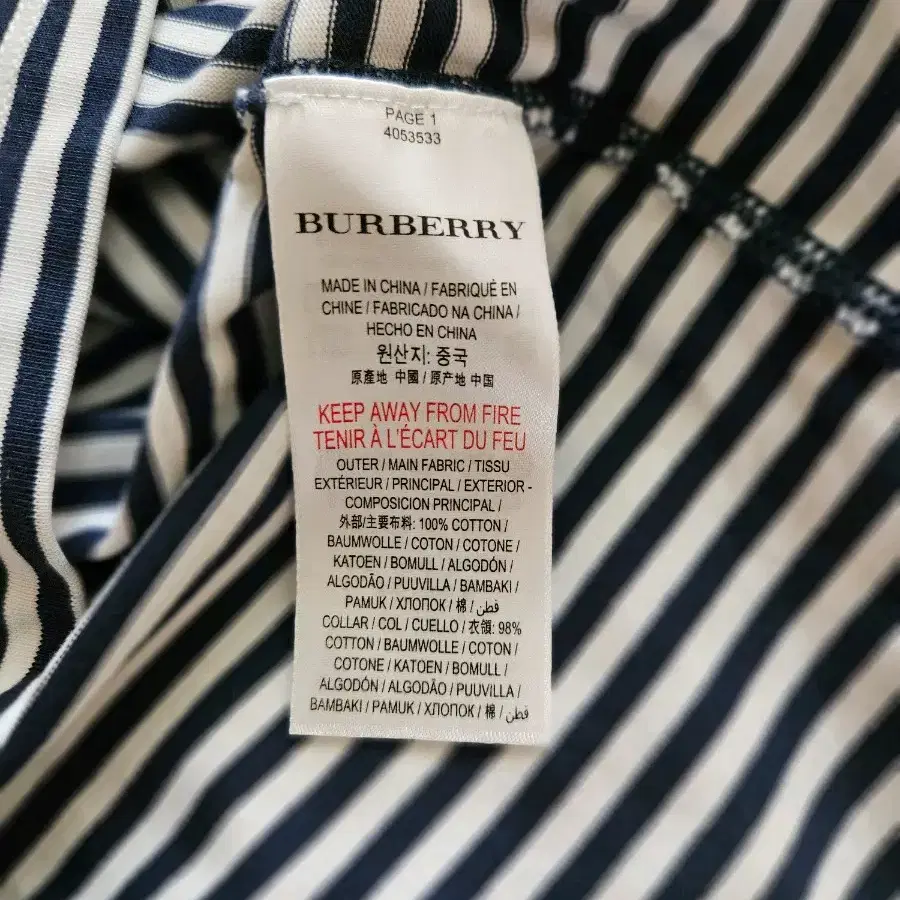 PAGE 1
4053533
BURBERRY
MADE IN CHINA / FABRIQUÉ EN
CHINE / FABRICADO NA CHINA /
HECHO EN CHINA
원산지: 중국
原產地 中國 / 原产地 中国
KEEP AWAY FROM FIRE
TENIR À L'ÉCART DU FEU
OUTER / MAIN FABRIC / TISSU
EXTÉRIEUR / PRINCIPAL / EXTERIOR -
COMPOSICION PRINCIPAL /
外部/主要布料: 100% COTTON /
BAUMWOLLE / COTON / COTONE /
KATOEN / BOMULL / ALGODÓN /
ALGODÃO / PUUVILLA / BAMBAKI /
PAMUK / ХЛОПОК / 棉 / قطن
COLLAR / COL / CUELLO / 衣領: 98%
COTTON / BAUMWOLLE / COTON /
COTONE / KATOEN / BOMULL /
ALGODÓN / ALGODÃO / PUUVILLA /
BAMBAKI / PAMUK / ХЛОПОК / 棉 / قطن